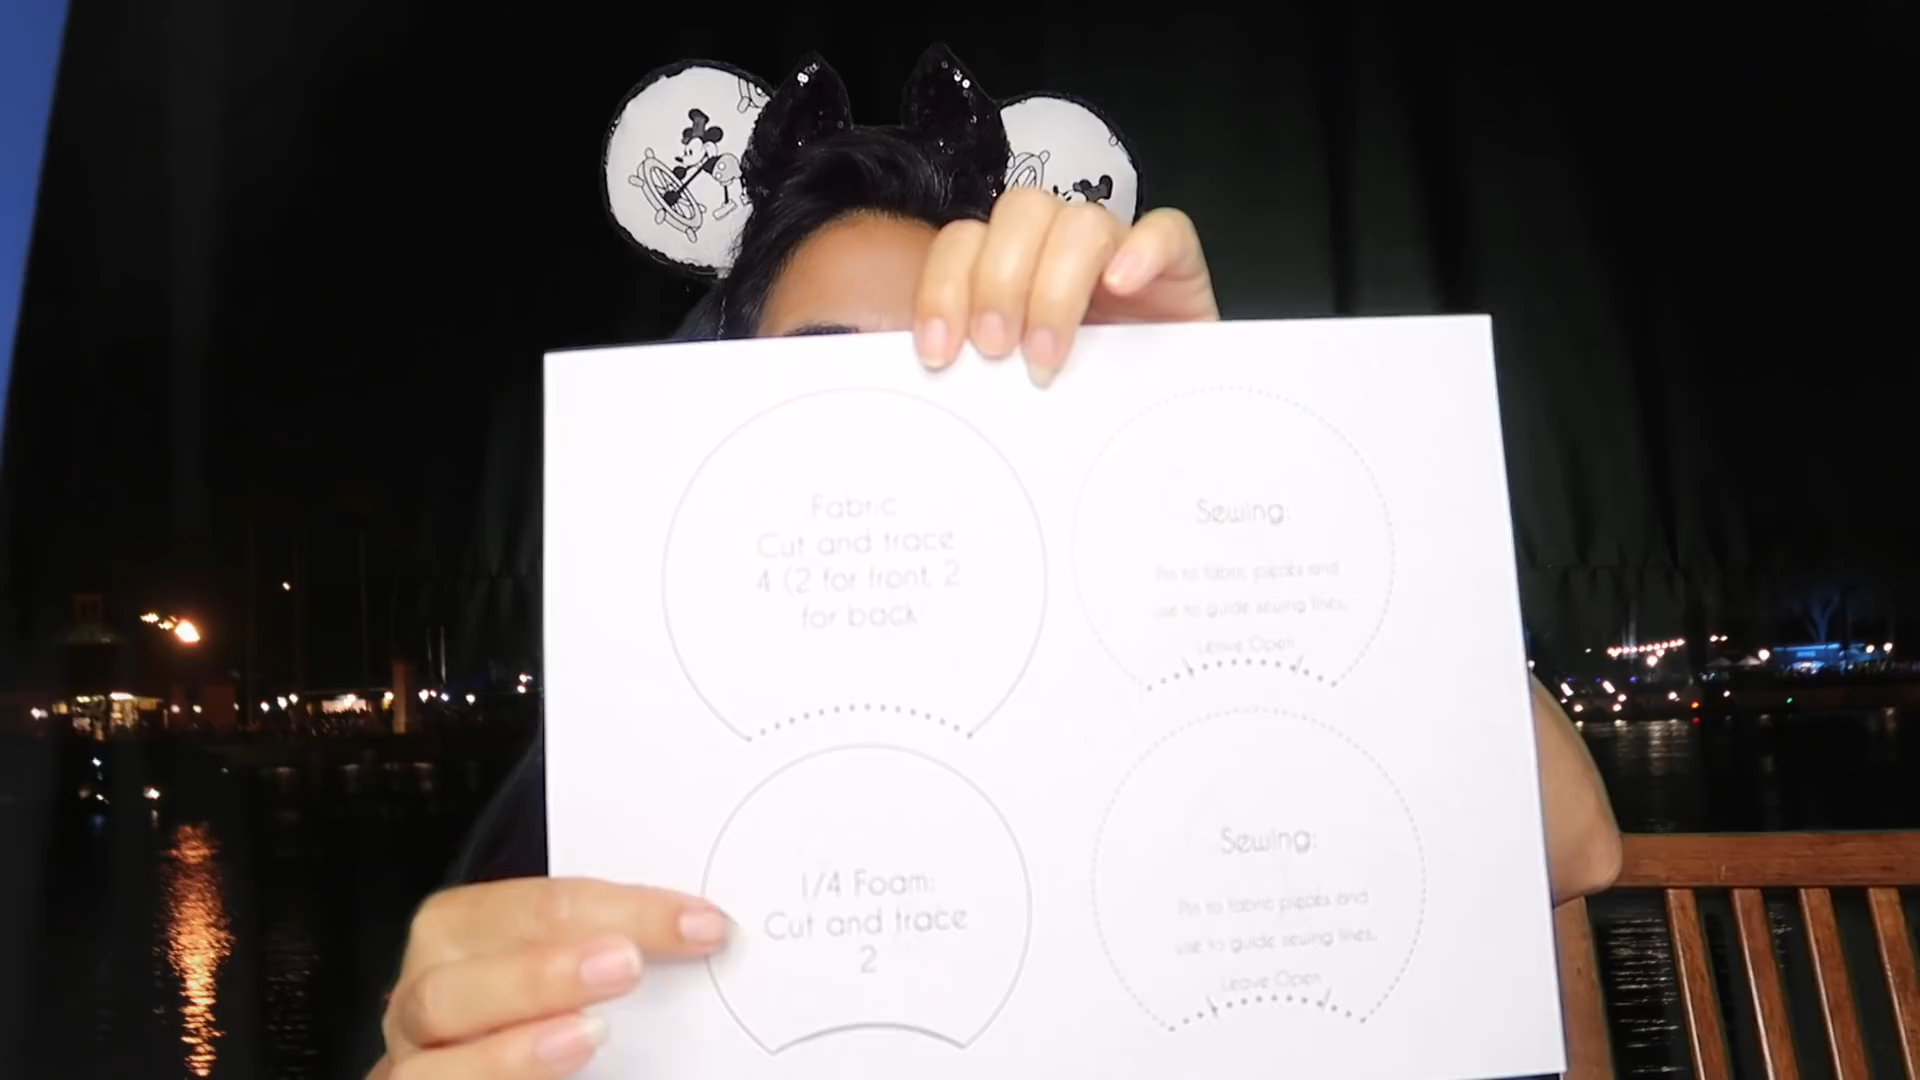 Fabric
Cut and trace
4 (2 for front, 2
for back
1/4 Foam:
Cut and trace
2
Sewing:
Pin to fabric pieces and
use to guide sewing lines.
Leave Open
Sewing:
Pin to fabric pieces and
use to guide sewing lines.
Leave Open